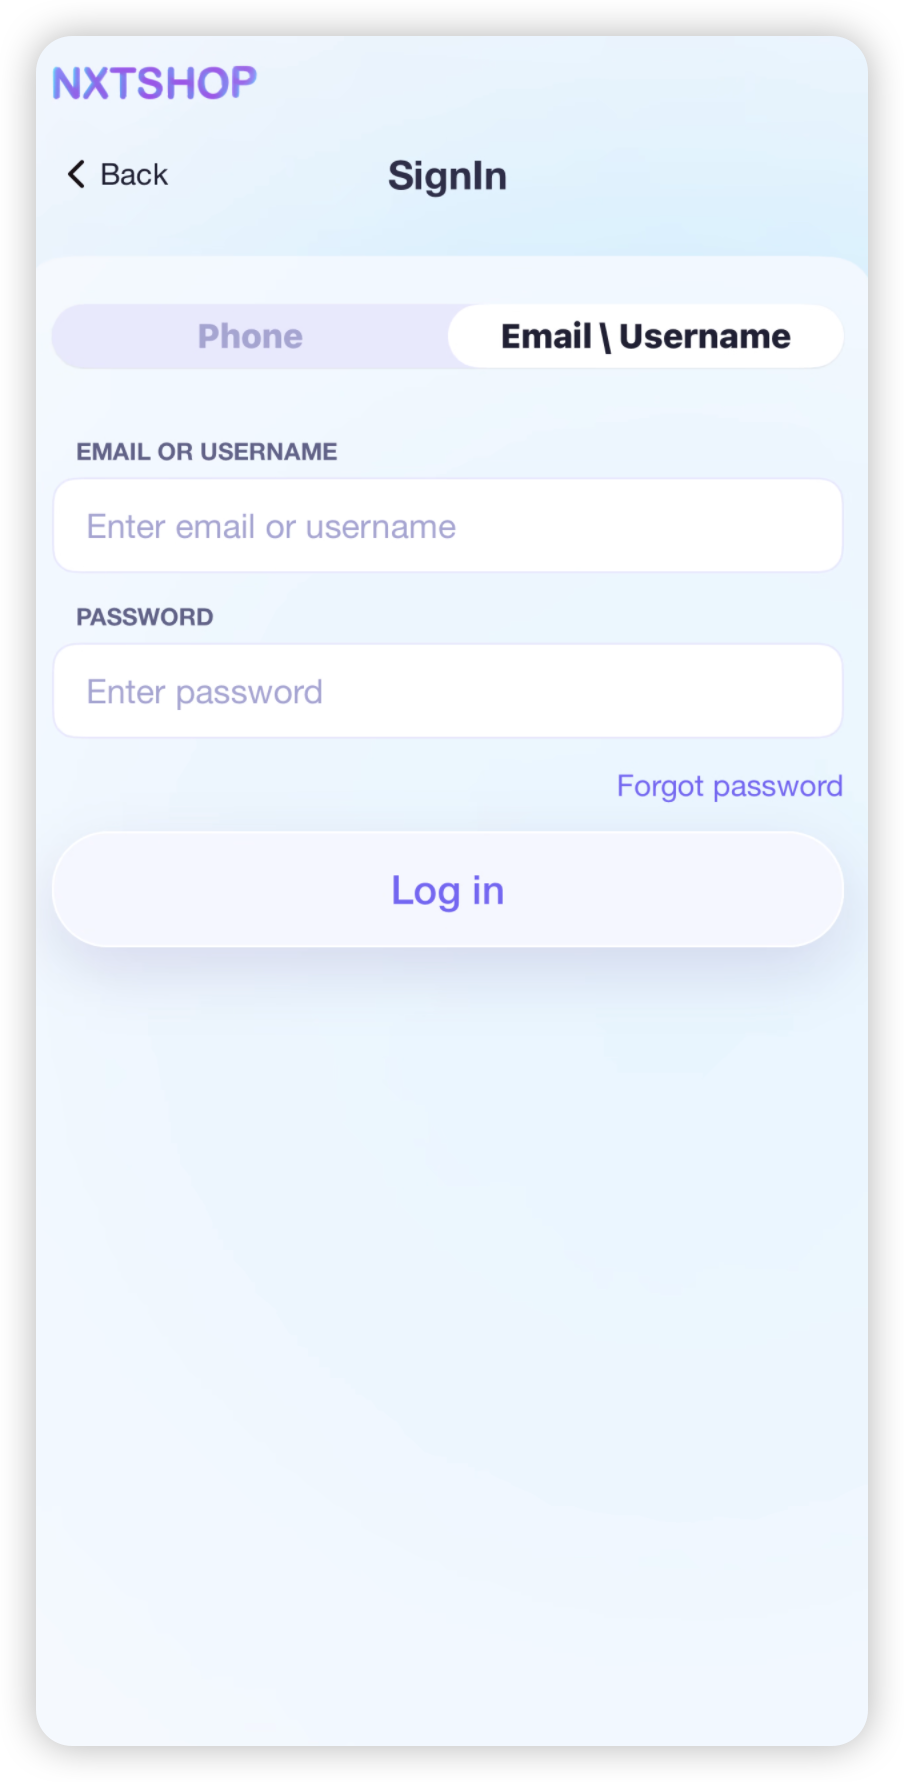 NXTSHOP
Back
SignIn
Phone
Email \ Username
EMAIL OR USERNAME
Enter email or username
PASSWORD
Enter password
Forgot password
Log in